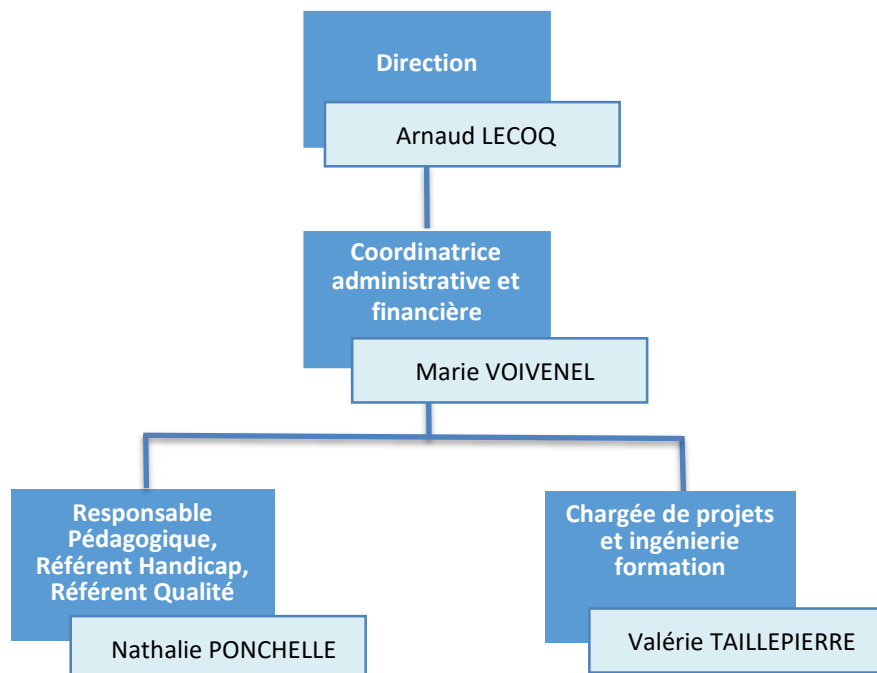 Direction
Arnaud LECOQ
Coordinatrice
administrative et
financière
Marie VOIVENEL
Responsable
Pédagogique,
Référent Handicap,
Référent Qualité
Nathalie PONCHELLE
Chargée de projets
et ingénierie
formation
Valérie TAILLEPIERRE